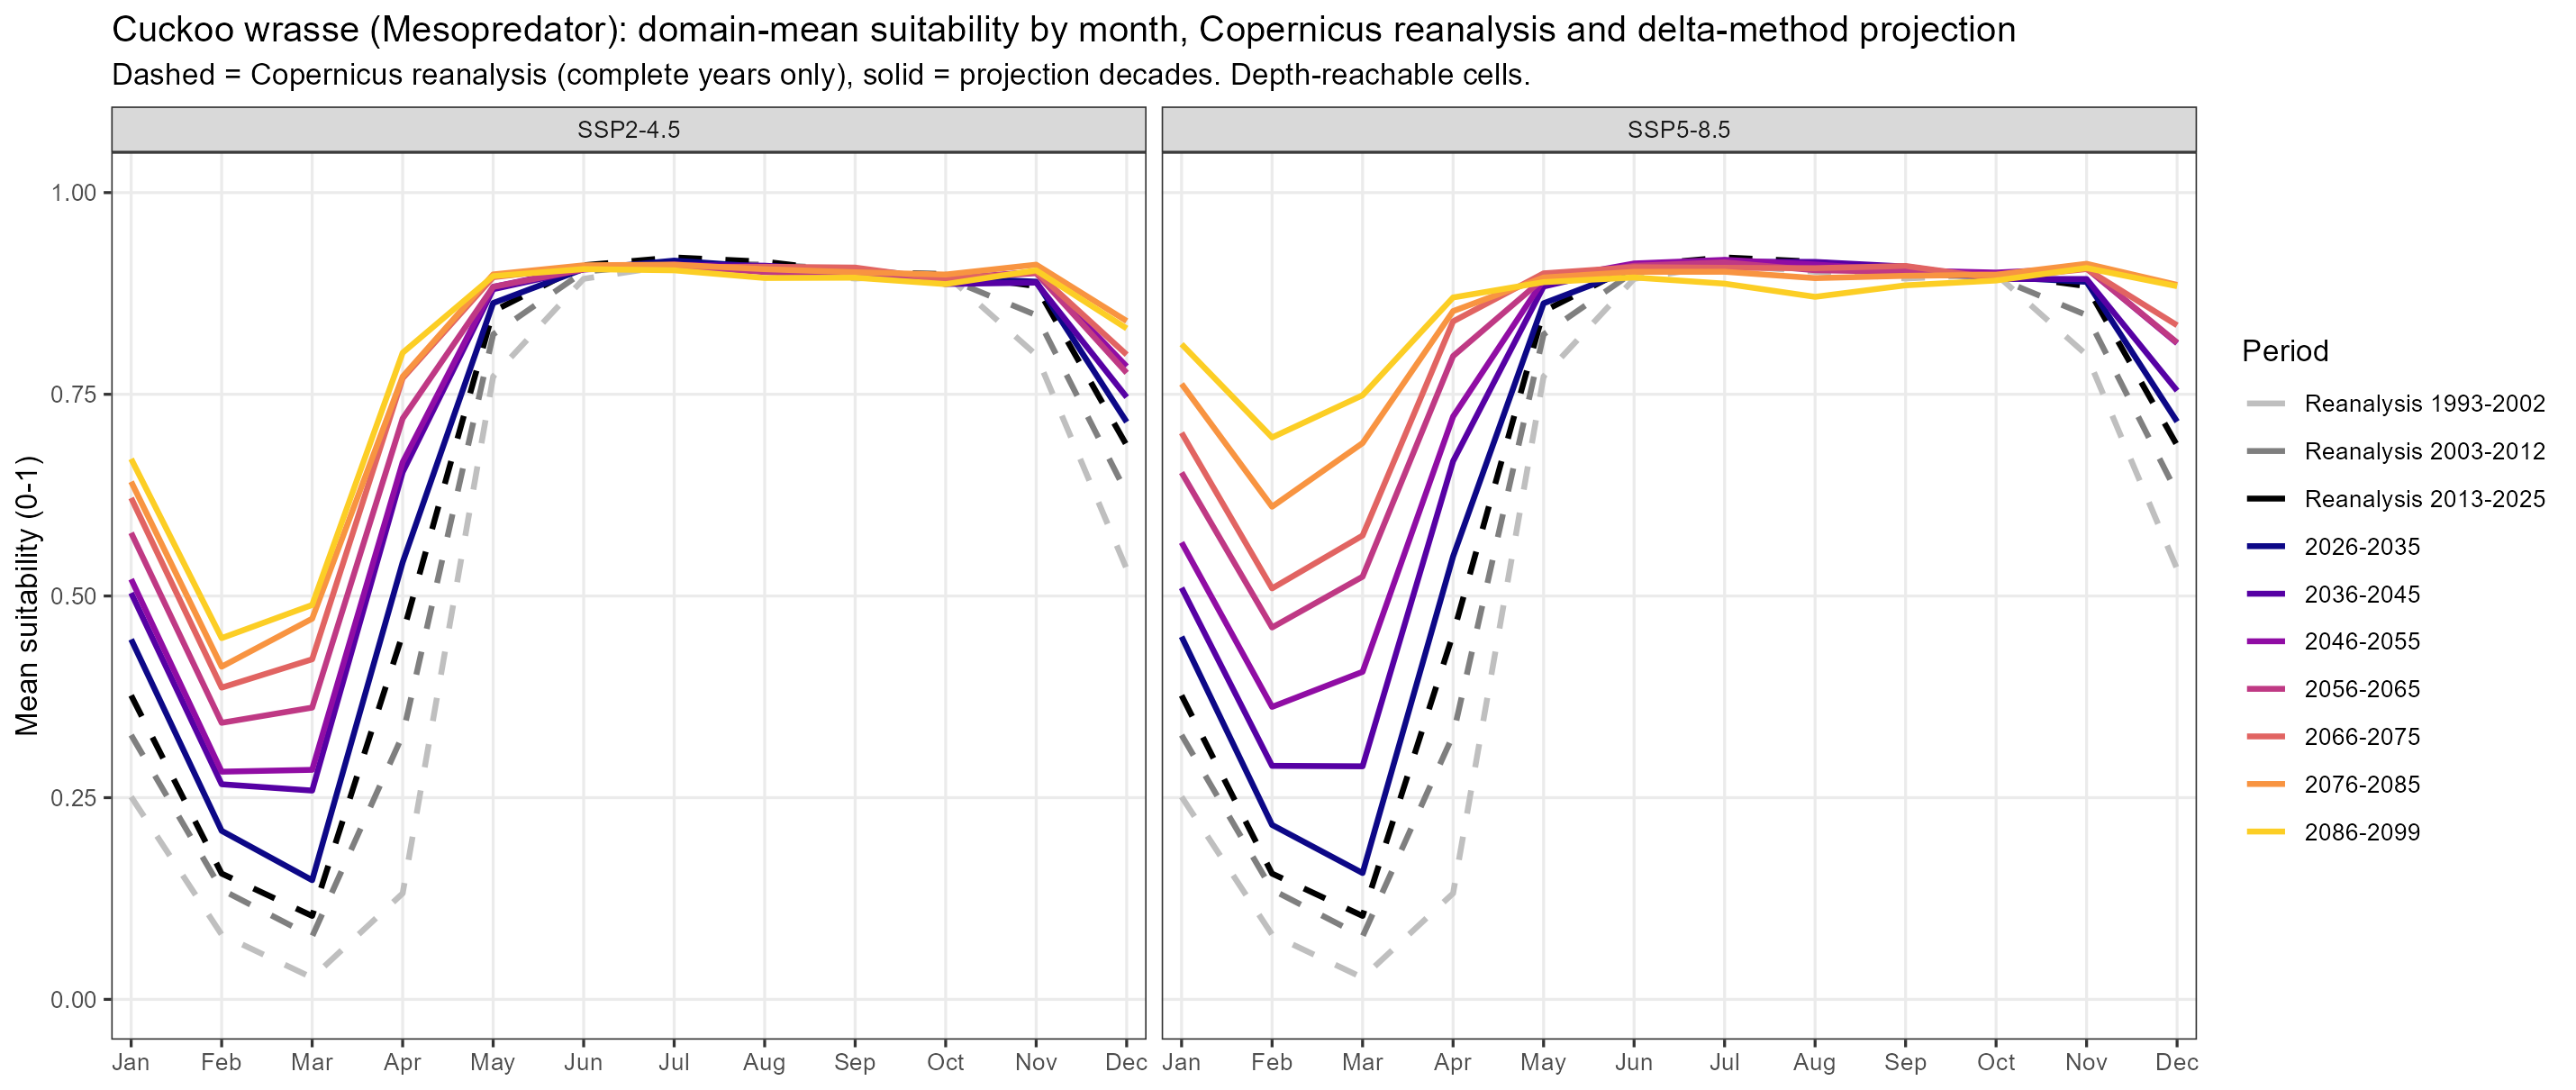 Cuckoo wrasse (Mesopredator): domain-mean suitability by month, Copernicus reanalysis and delta-method projection
Dashed = Copernicus reanalysis (complete years only), solid = projection decades. Depth-reachable cells.
SSP2-4.5
SSP5-8.5
Mean suitability (0-1)
1.00
0.75
0.50
0.25
0.00
Jan Feb Mar Apr May Jun Jul Aug Sep Oct Nov Dec
Jan Feb Mar Apr May Jun Jul Aug Sep Oct Nov Dec
Period
Reanalysis 1993-2002
Reanalysis 2003-2012
Reanalysis 2013-2025
2026-2035
2036-2045
2046-2055
2056-2065
2066-2075
2076-2085
2086-2099